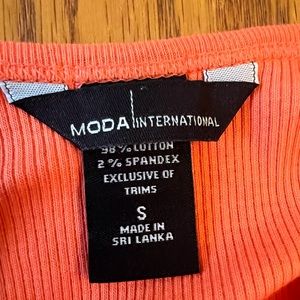 MODA INTERNATIONAL
98% COTTON
2% SPANDEX
EXCLUSIVE OF
TRIMS
S
MADE IN
SRI LANKA